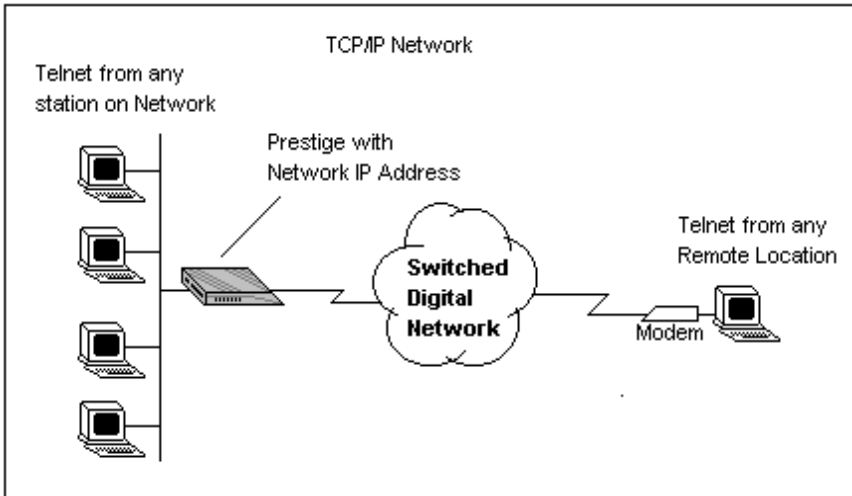 TCP/IP Network
Telnet from any
station on Network
Prestige with
Network IP Address
Telnet from any
Remote Location
Switched
Digital
Network
Modem